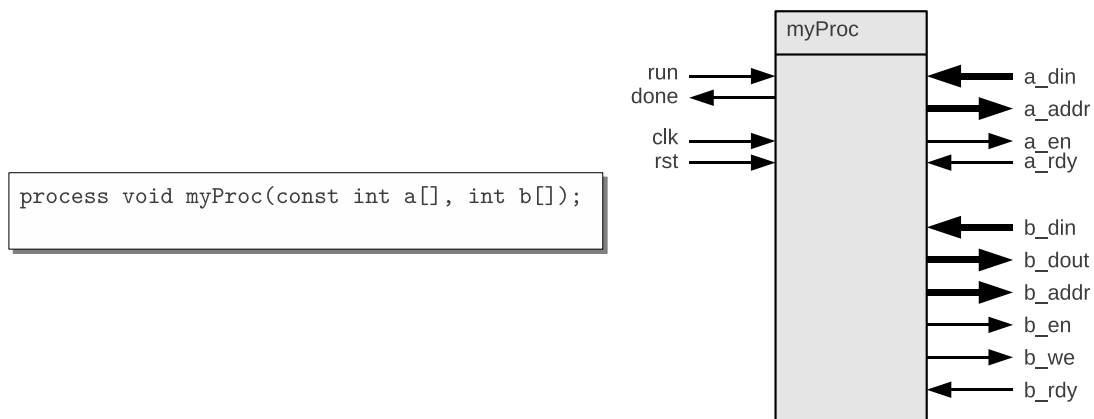 process void myProc(const int a[], int b[]);
myProc
run
done
clk
rst
a_din
a_addr
a_en
a_rdy
b_din
b_dout
b_addr
b_en
b_we
b_rdy